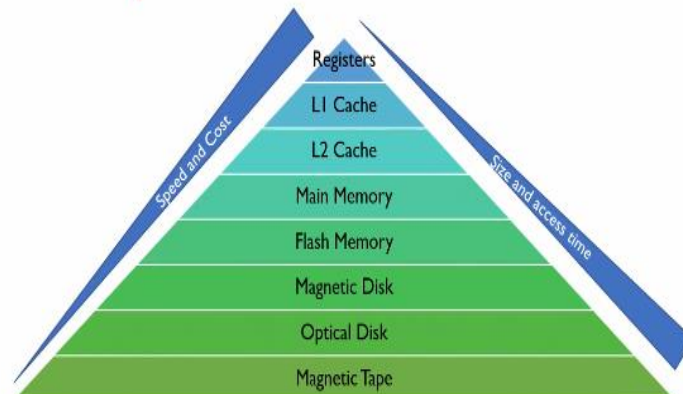 Registers
L1 Cache
Speed and Cost
L2 Cache
Size and access time
Main Memory
Flash Memory
Magnetic Disk
Optical Disk
Magnetic Tape